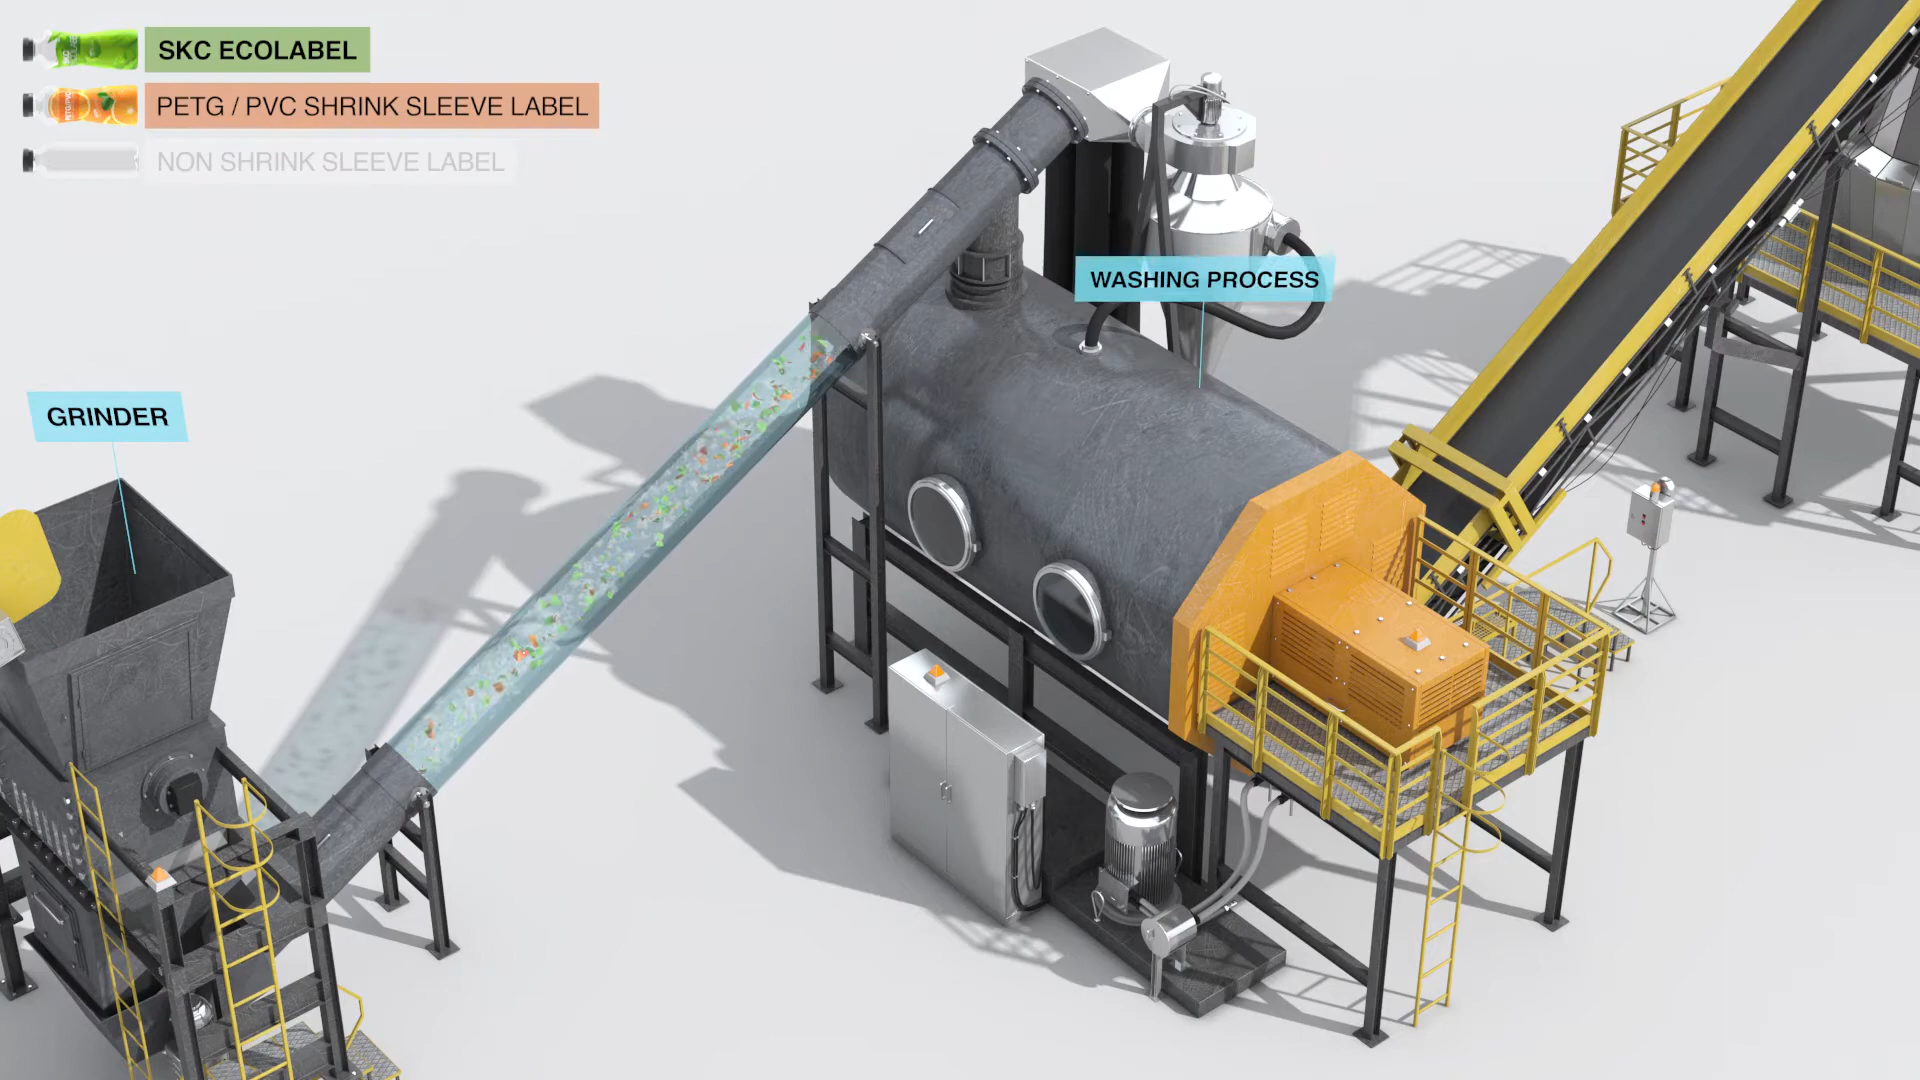 SKC ECOLABEL
PETG / PVC SHRINK SLEEVE LABEL
NON SHRINK SLEEVE LABEL
WASHING PROCESS
GRINDER